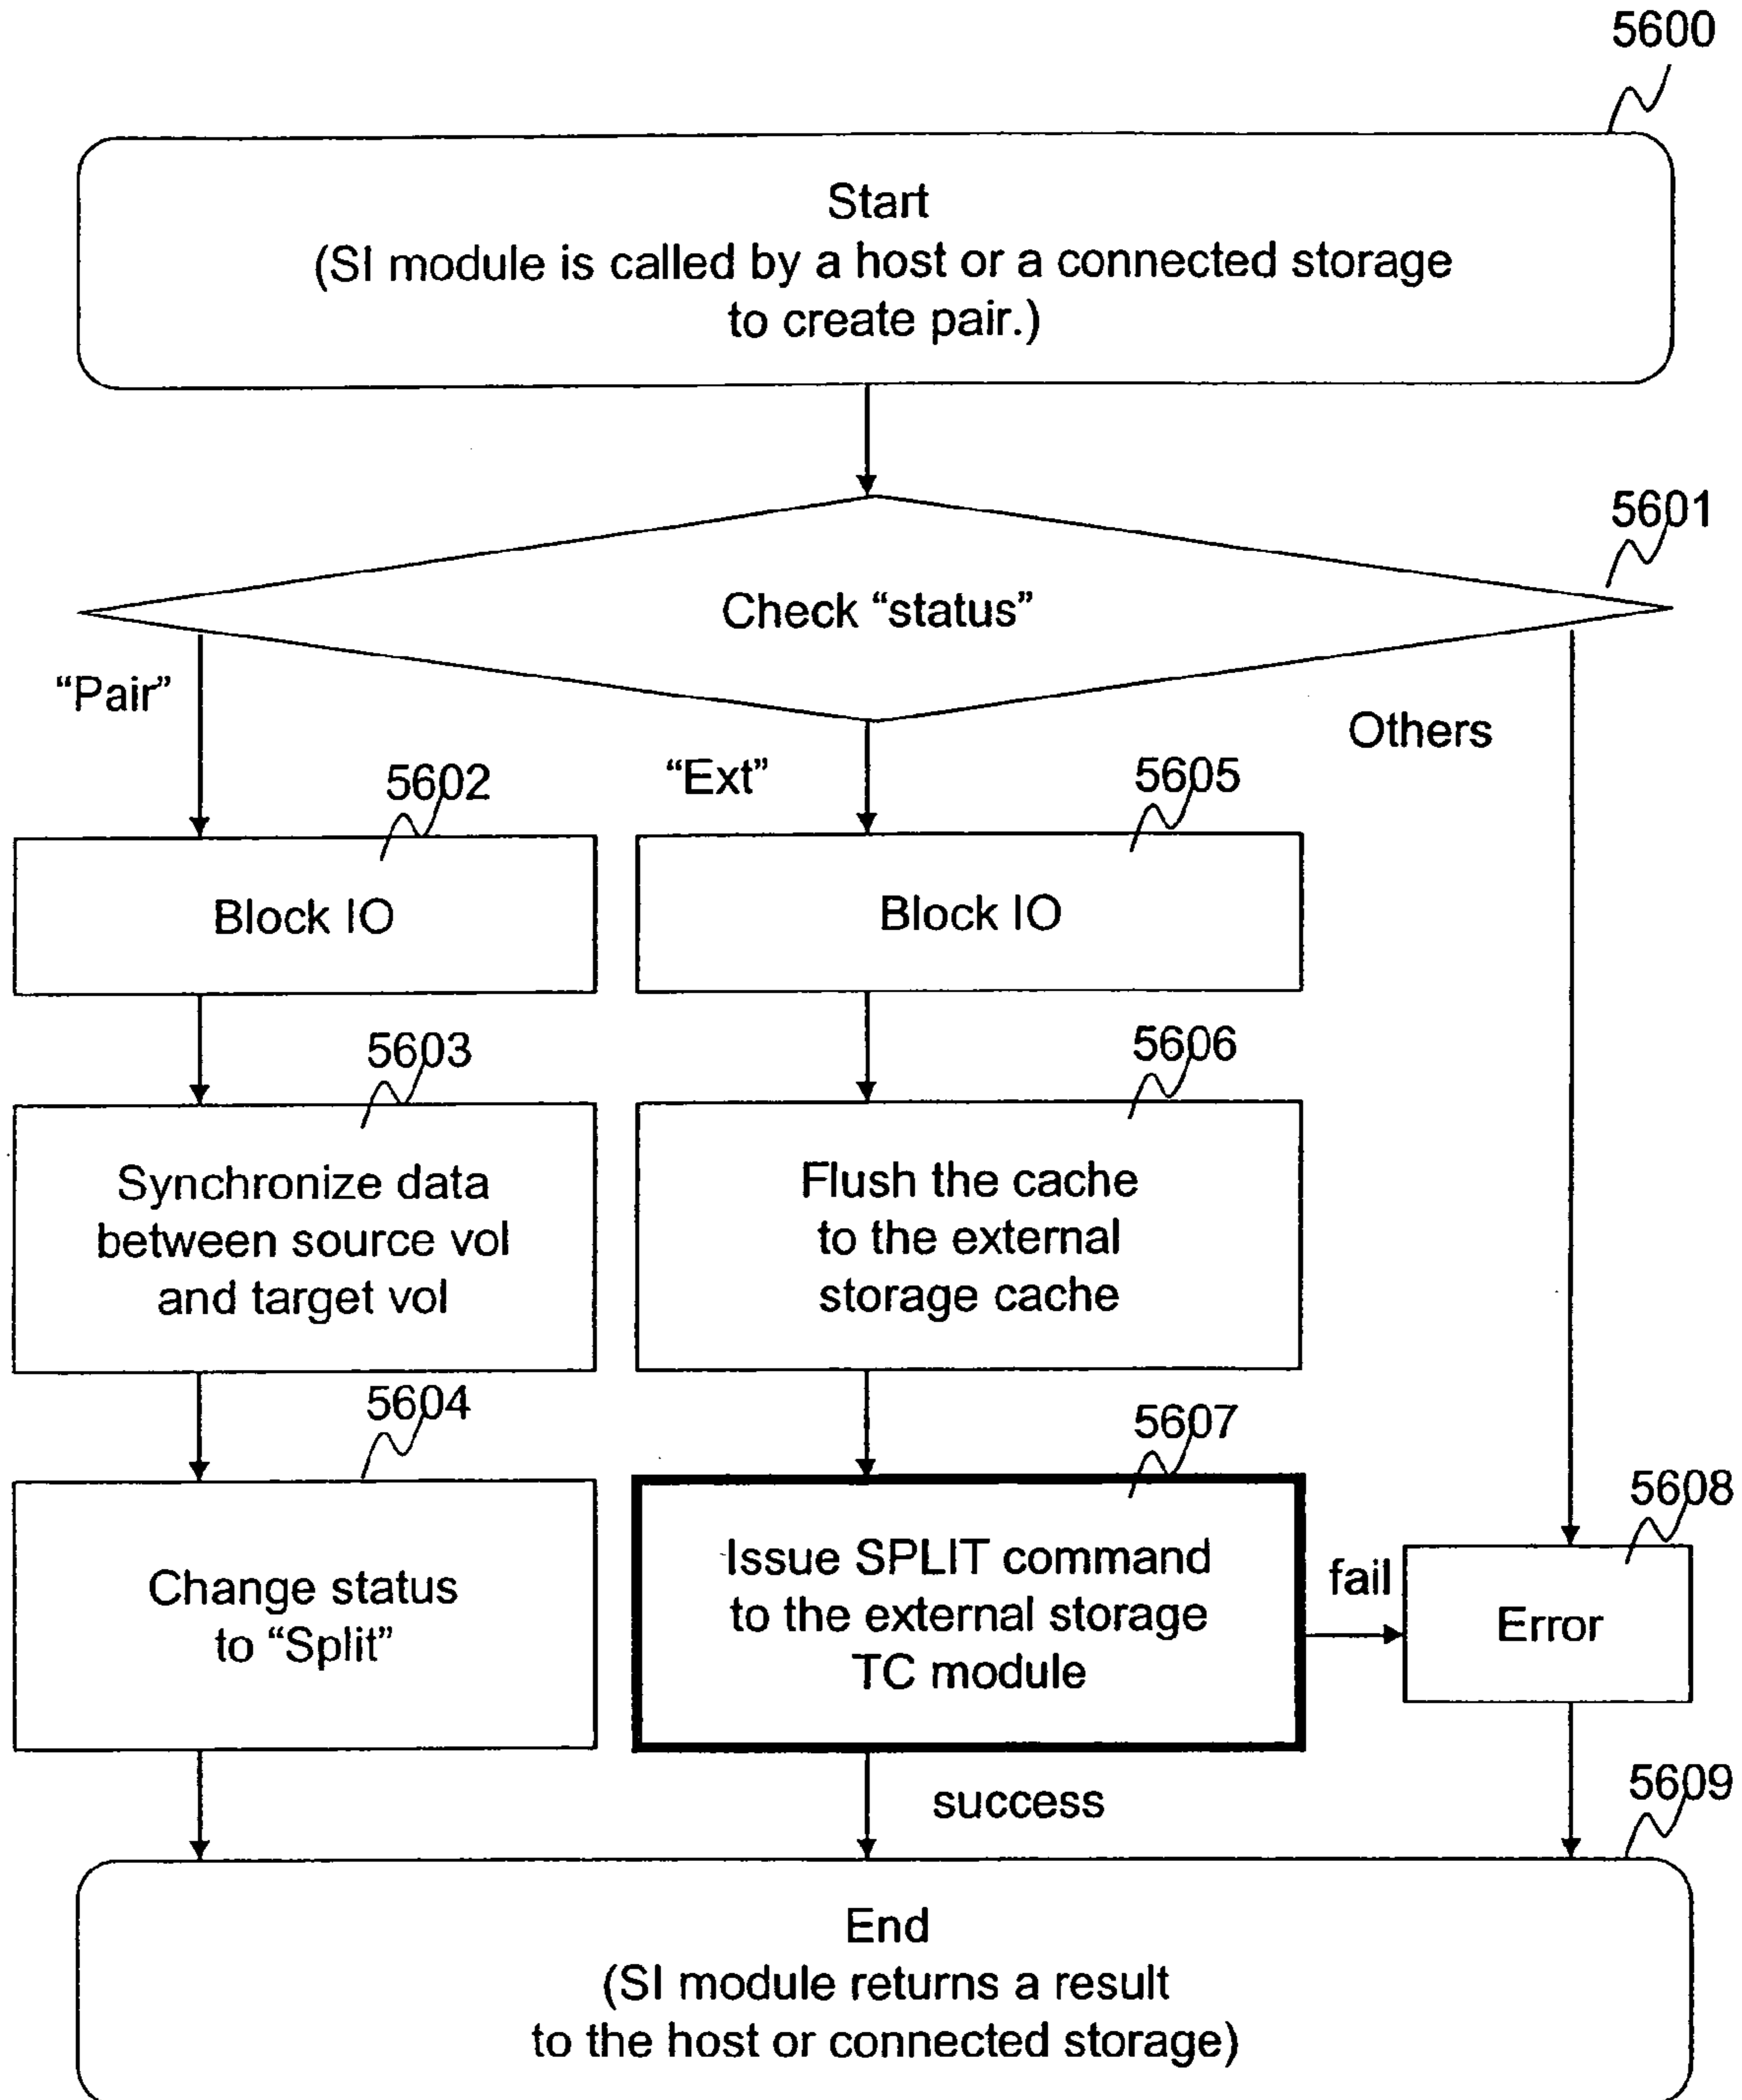 5600
Start
(SI module is called by a host or a connected storage
to create pair.)
5601
Check “status”
“Pair”
“Ext”
Others
5602
Block IO
5605
Block IO
5603
Synchronize data
between source vol
and target vol
5606
Flush the cache
to the external
storage cache
5604
Change status
to “Split”
5607
Issue SPLIT command
to the external storage
TC module
fail
5608
Error
success
5609
End
(SI module returns a result
to the host or connected storage)